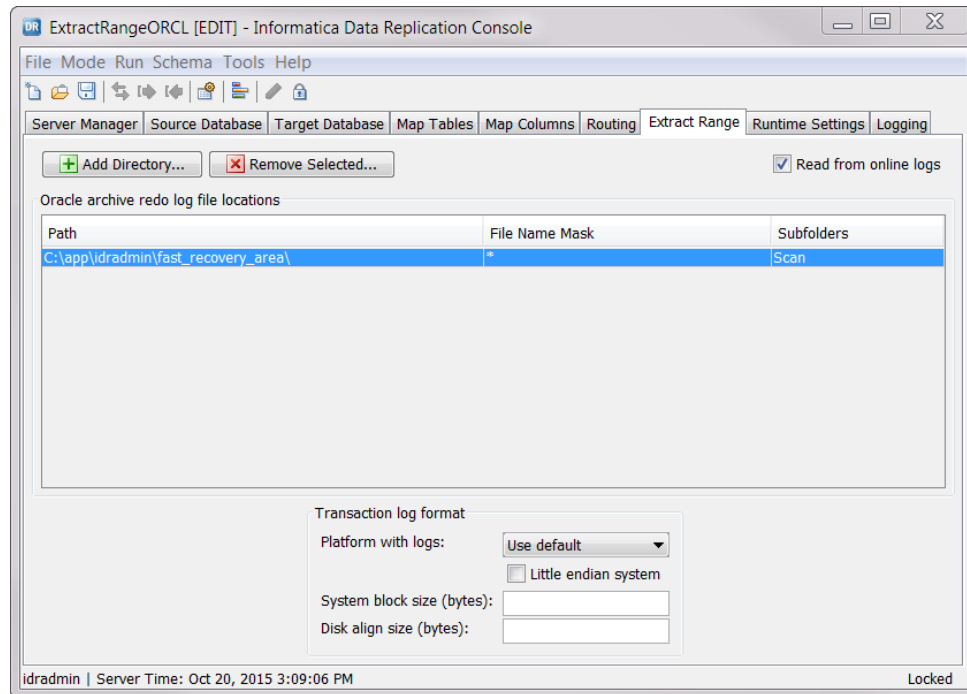 DR ExtractRangeORCL [EDIT] - Informatica Data Replication Console
File Mode Run Schema Tools Help
Server Manager Source Database Target Database Map Tables Map Columns Routing Extract Range Runtime Settings Logging
Add Directory... Remove Selected... Read from online logs
Oracle archive redo log file locations
Path File Name Mask Subfolders
C:\app\idradmin\fast_recovery_area\ * Scan
Transaction log format
Platform with logs: Use default
Little endian system
System block size (bytes):
Disk align size (bytes):
idradmin | Server Time: Oct 20, 2015 3:09:06 PM Locked